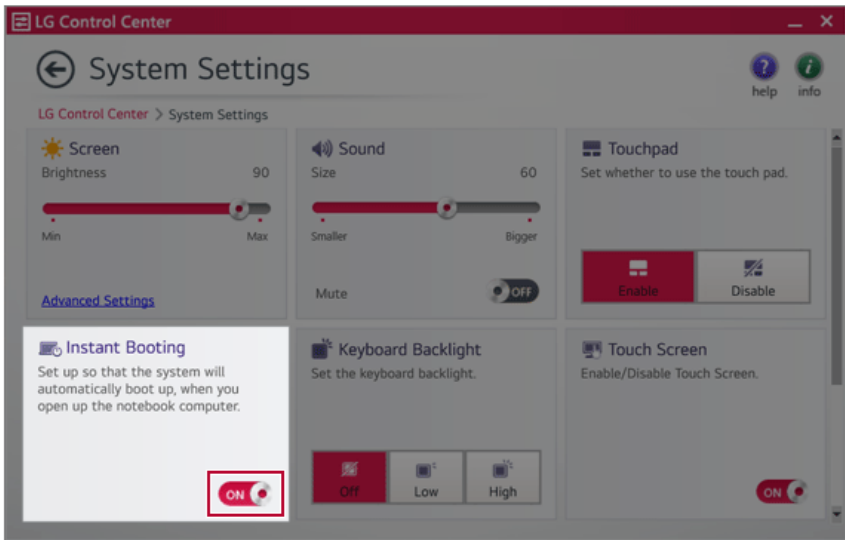 LG Control Center
System Settings
help
info
LG Control Center > System Settings
Screen
Brightness 90
Min Max
Advanced Settings
Sound
Size 60
Smaller Bigger
Mute OFF
Touchpad
Set whether to use the touch pad.
Enable Disable
Instant Booting
Set up so that the system will
automatically boot up, when you
open up the notebook computer.
ON
Keyboard Backlight
Set the keyboard backlight.
Off Low High
Touch Screen
Enable/Disable Touch Screen.
ON